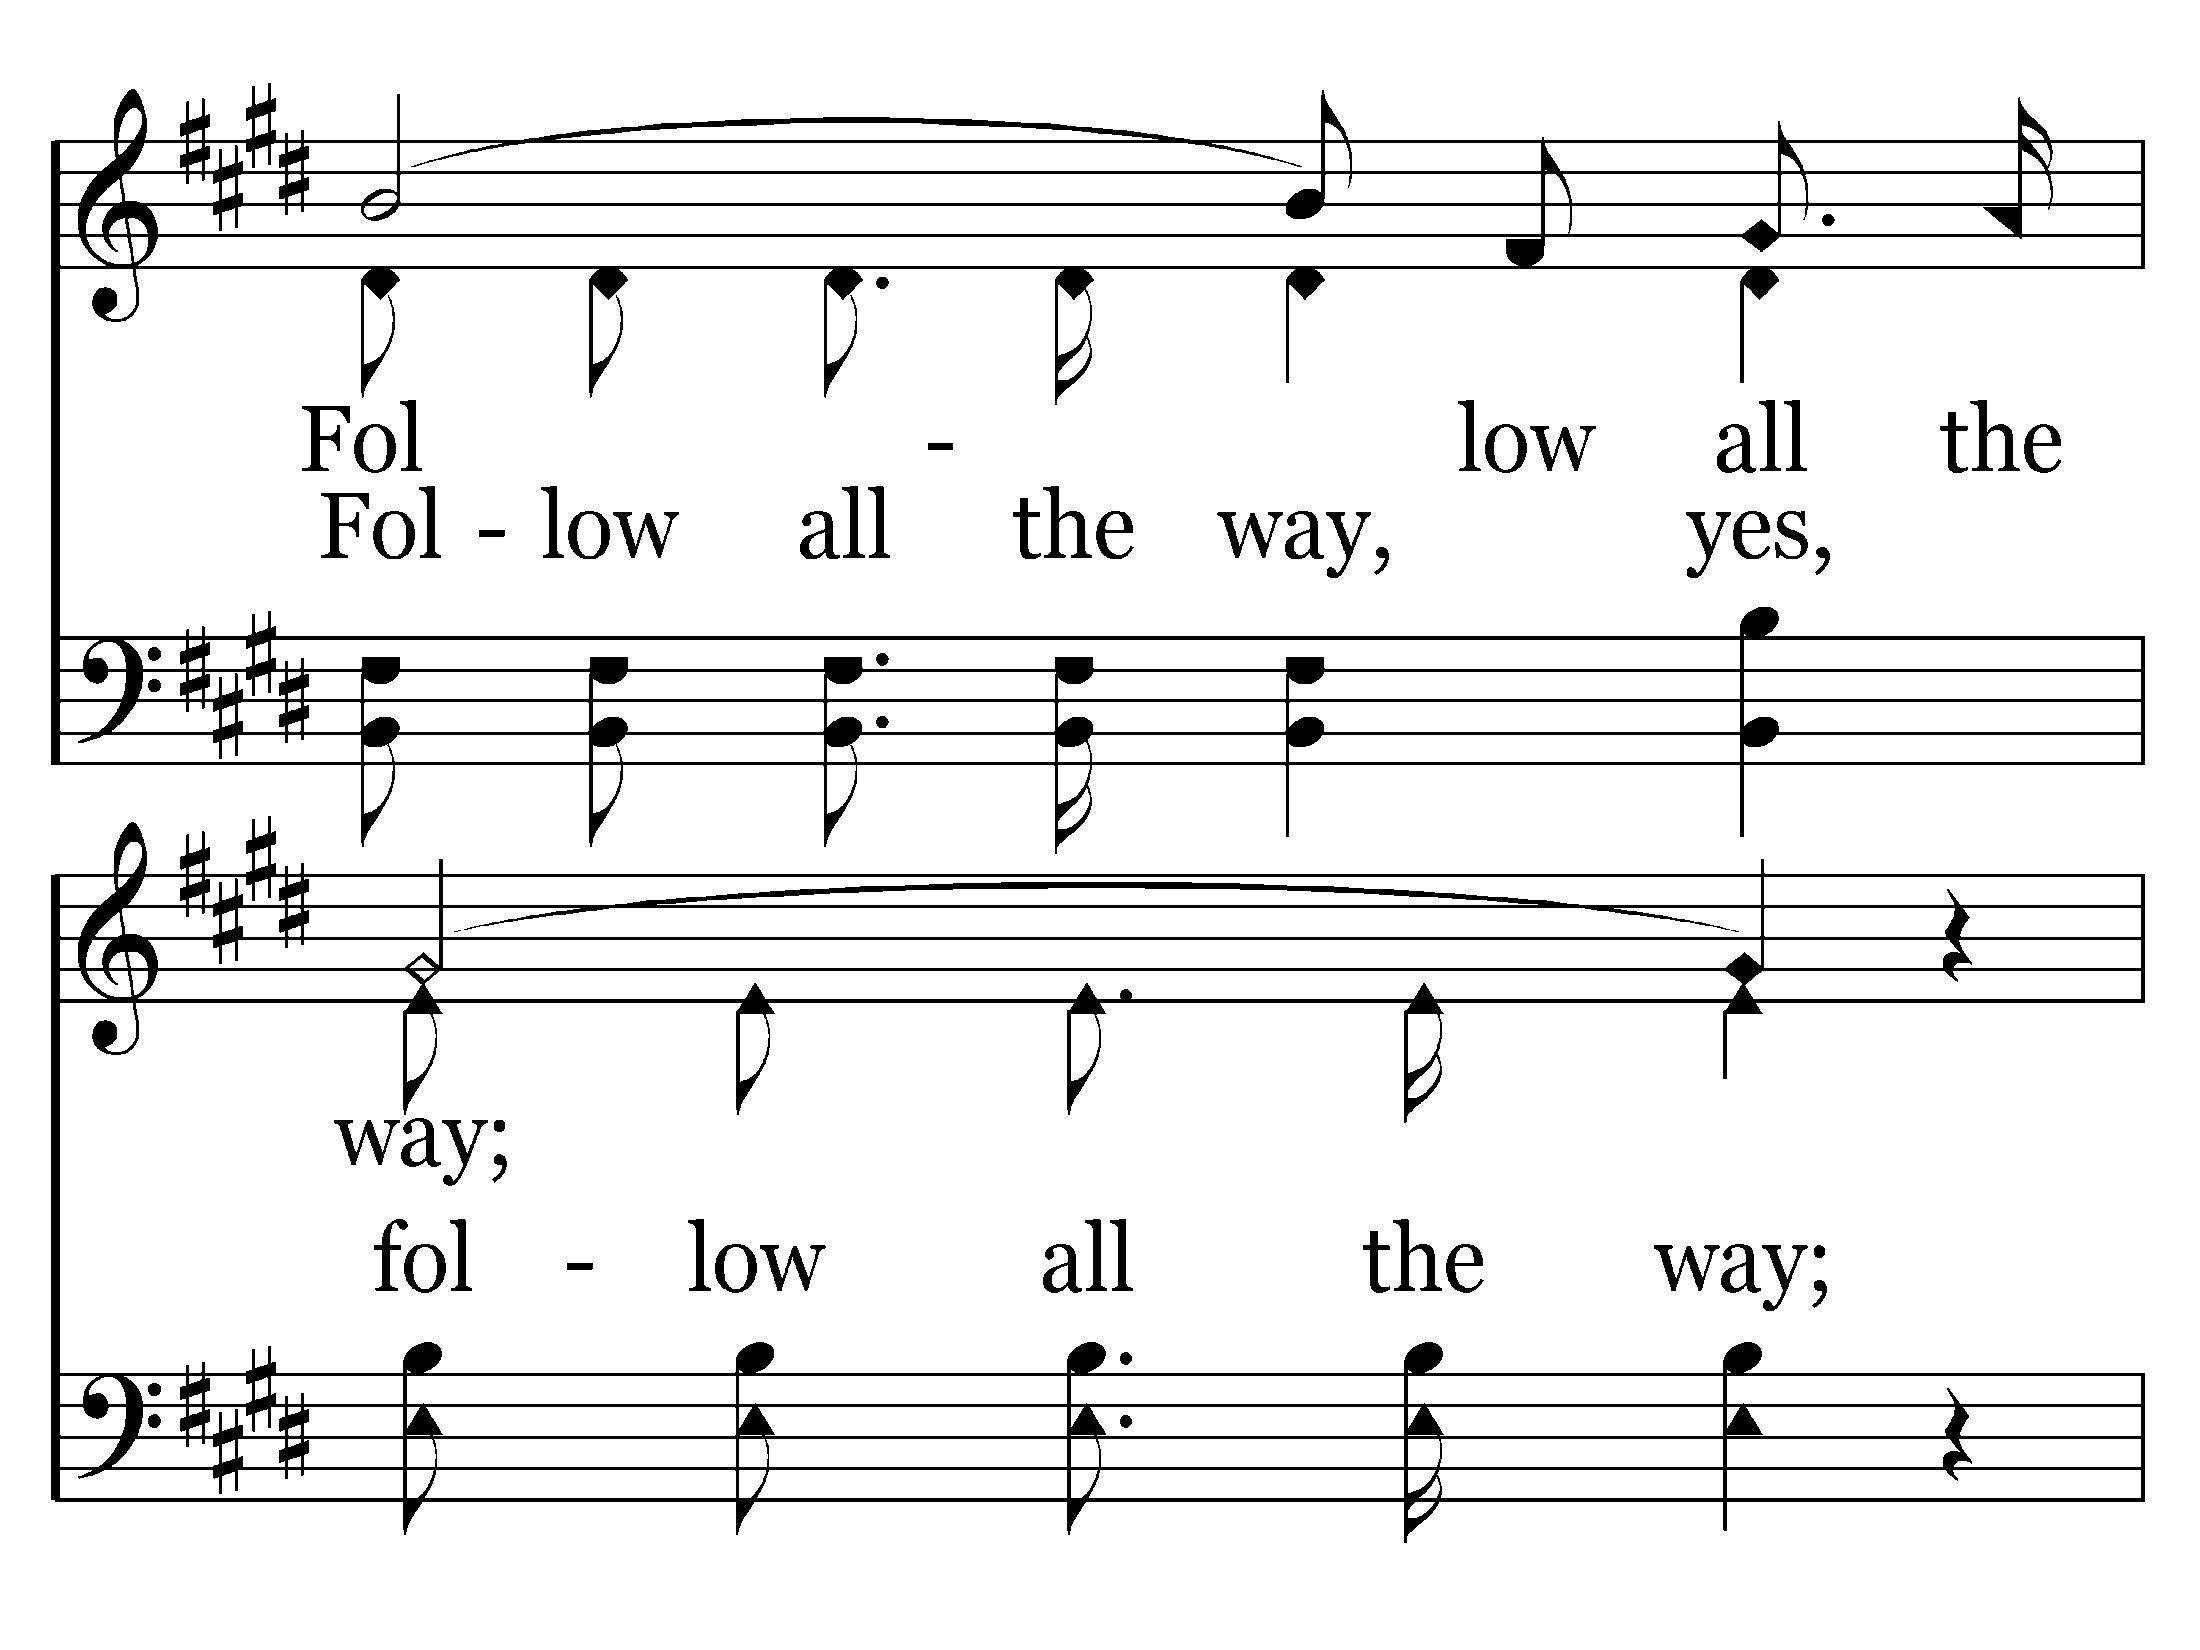 Fol - low all the
Fol - low all the way, yes,
way;
fol - low all the way;